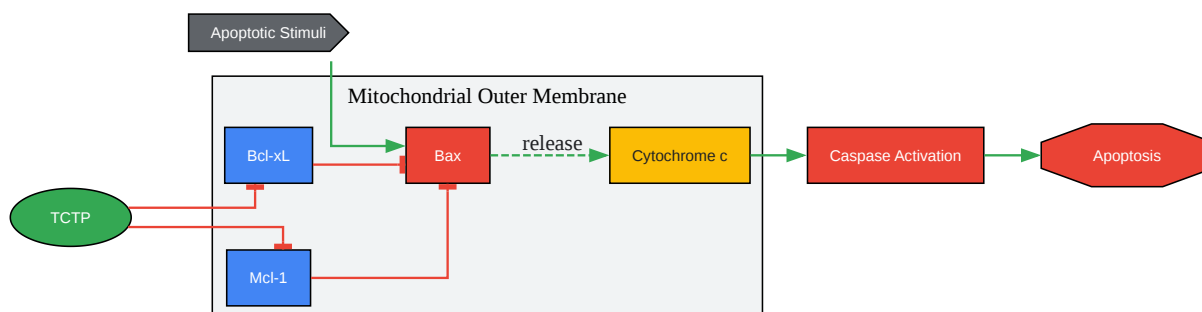 Apoptotic Stimuli
Mitochondrial Outer Membrane
Bcl-xL
Bax
release
Cytochrome c
Caspase Activation
Apoptosis
TCTP
Mcl-1